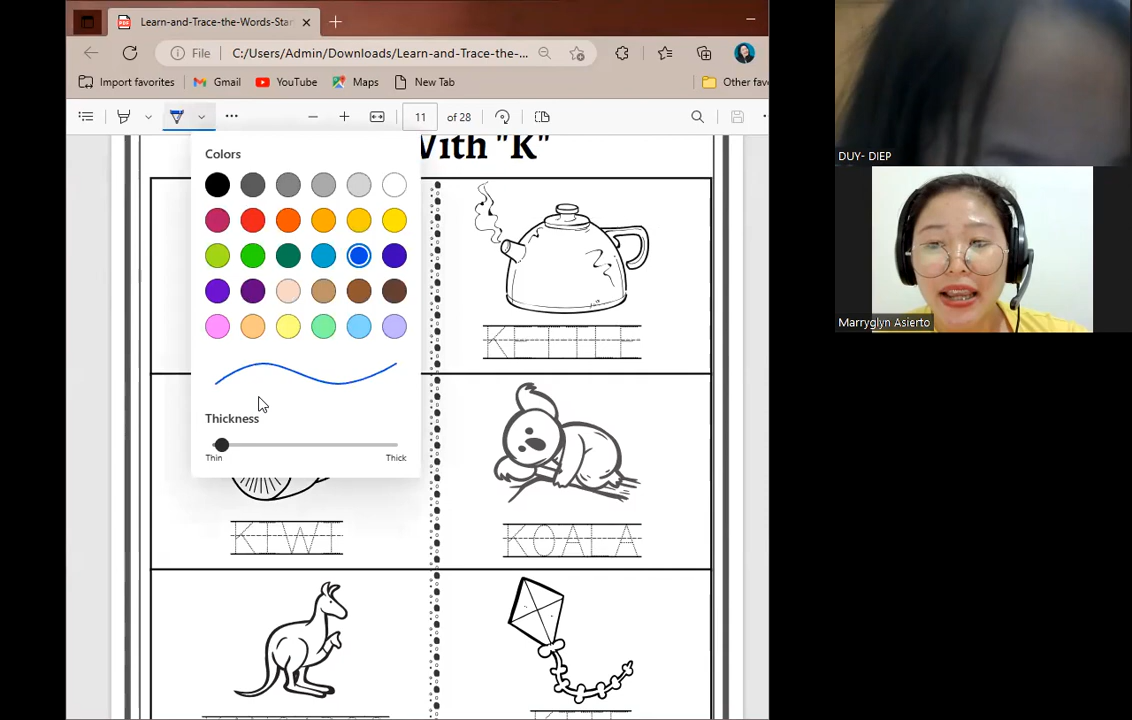 Learn-and-Trace-the-Words-Star
File
C:/Users/Admin/Downloads/Learn-and-Trace-the-...
Import favorites
Gmail
YouTube
Maps
New Tab
Other fav
11
of 28
DUY- DIEP
Marryglyn Asierto
Colors
Thickness
Thin
Thick
With "K"
KETTLE
KIWI
KOALA